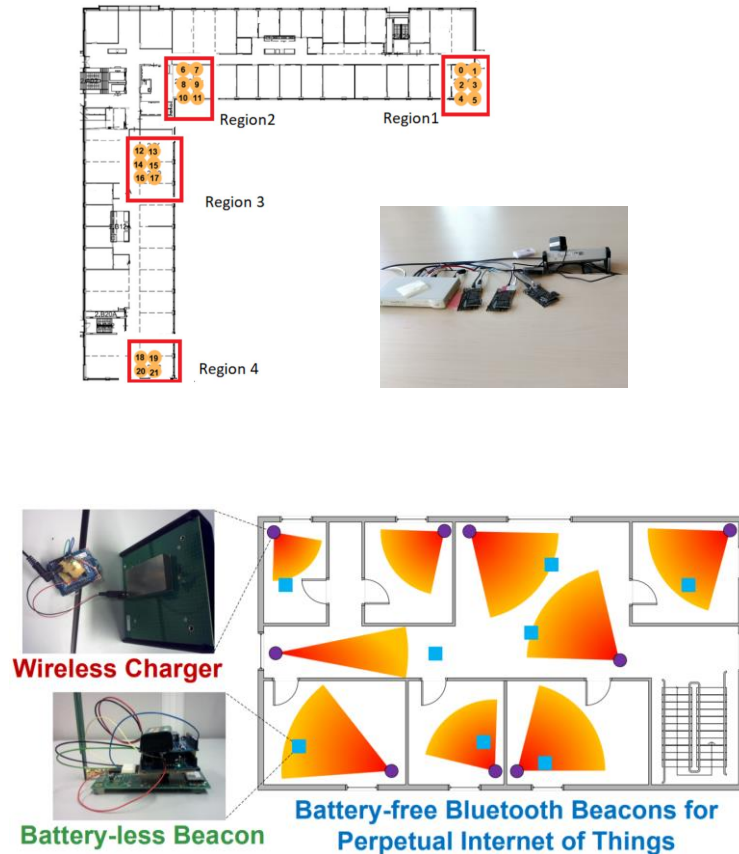 6 7
8 9
10 11
Region2
0 1
2 3
4 5
Region1
12 13
14 15
16 17
Region 3
18 19
20 21
Region 4
Wireless Charger
Battery-less Beacon
Battery-free Bluetooth Beacons for
Perpetual Internet of Things